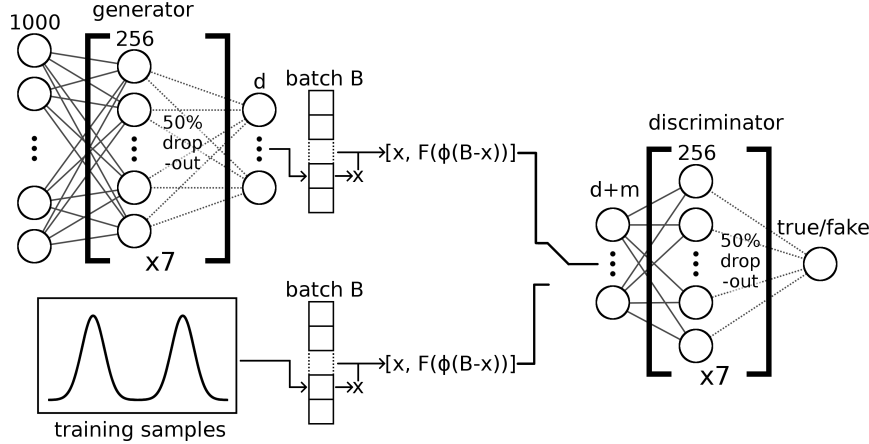 generator
1000
256
50%
drop
-out
x7
d
batch B
x
[x, F(ϕ(B-x))]
training samples
batch B
x
[x, F(ϕ(B-x))]
discriminator
d+m
256
50%
drop
-out
x7
true/fake